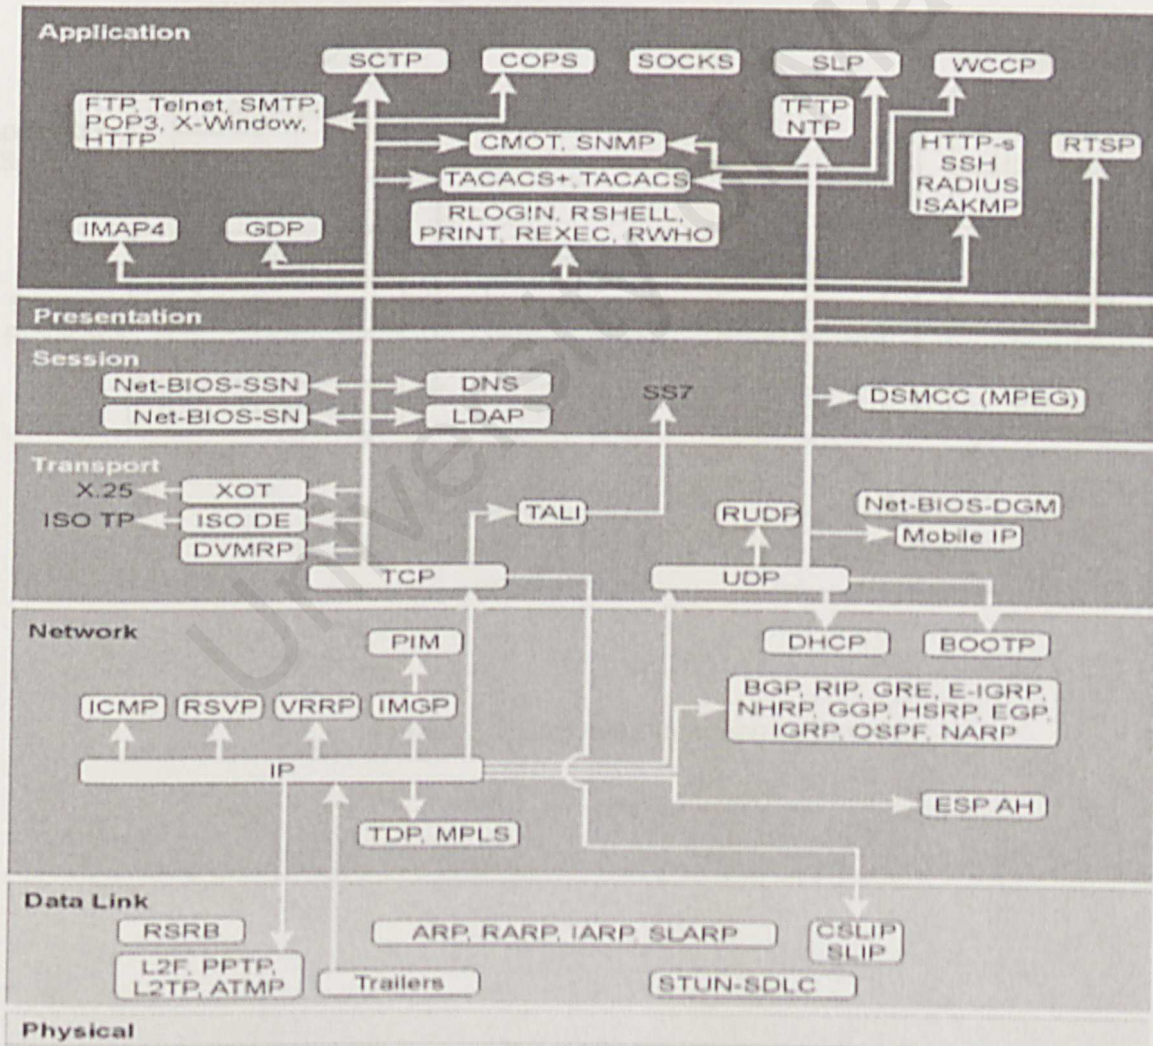 Application
SCTP
COPS
SOCKS
SLP
WCCP
FTP, Telnet, SMTP,
POP3, X-Window,
HTTP
TFTP
NTP
CMOT, SNMP
HTTP-s
SSH
RADIUS
ISAKMP
RTSP
TACACS+, TACACS
IMAP4
GDP
RLOGIN, RSHELL,
PRINT, REXEC, RWHO
Presentation
Session
Net-BIOS-SSN
DNS
SS7
DSMCC (MPEG)
Net-BIOS-SN
LDAP
Transport
X.25
XOT
ISO TP
ISO DE
DVMRP
TALI
RUDP
Net-BIOS-DGM
Mobile IP
TCP
UDP
Network
PIM
DHCP
BOOTP
ICMP
RSVP
VRRP
IMGP
BGP, RIP, GRE, E-IGRP,
NHRP, GGP, HSRP, EGP,
IGRP, OSPF, NARP
IP
ESP AH
TDP, MPLS
Data Link
RSRB
ARP, RARP, IARP, SLARP
CSLIP
SLIP
L2F, PPTP,
L2TP, ATMP
Trailers
STUN-SDLC
Physical
University of Ma